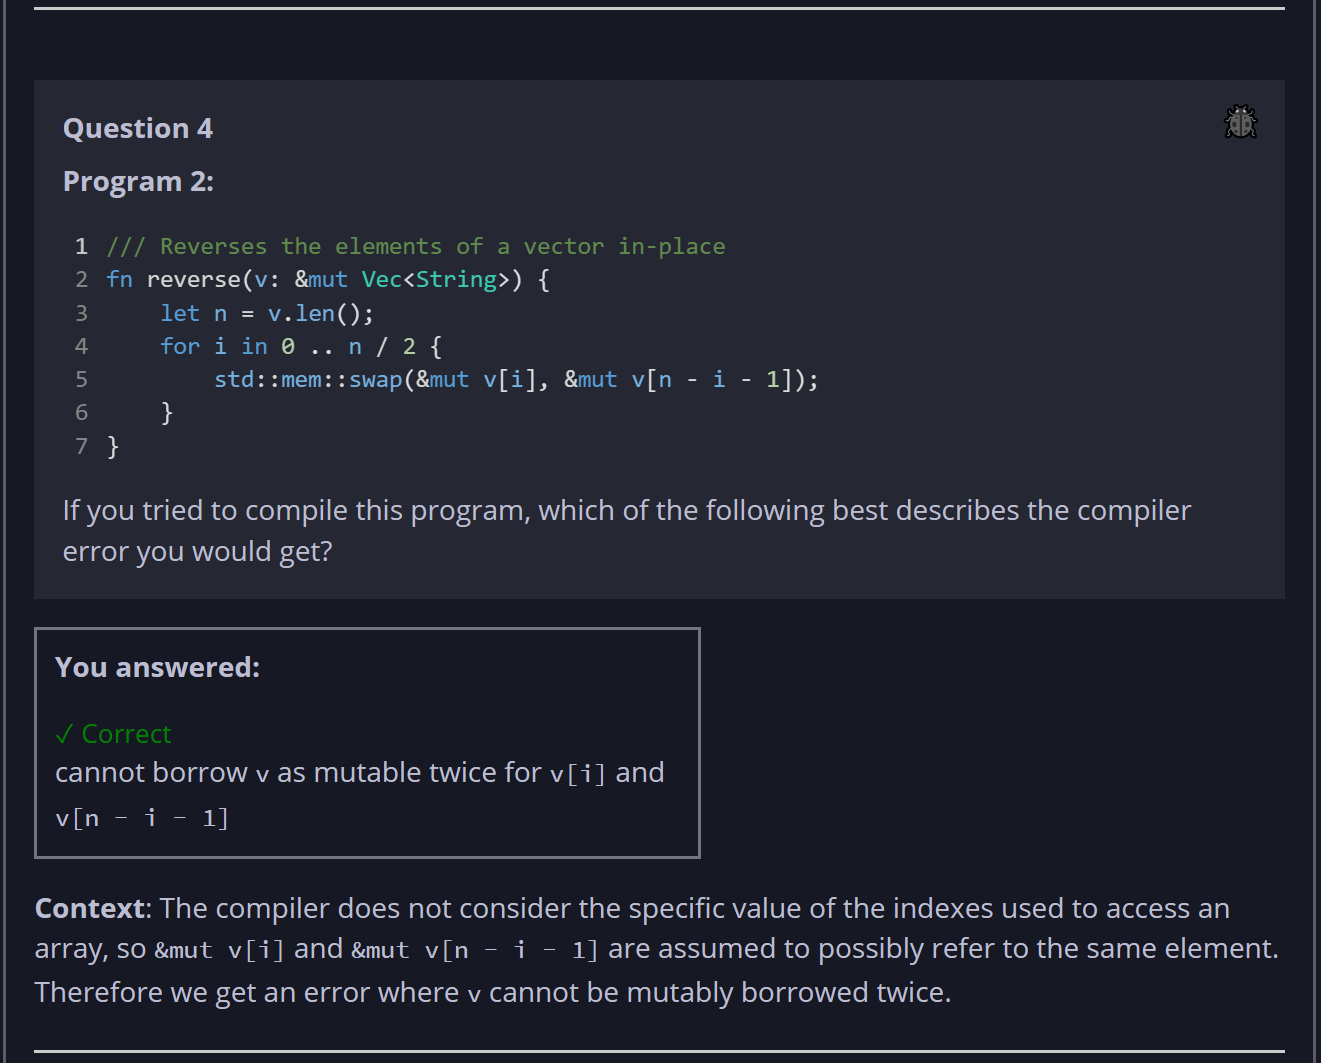 Question 4
Program 2:
1 /// Reverses the elements of a vector in-place
2 fn reverse(v: &mut Vec<String>) {
3     let n = v.len();
4     for i in 0 .. n / 2 {
5         std::mem::swap(&mut v[i], &mut v[n - i - 1]);
6     }
7 }
If you tried to compile this program, which of the following best describes the compiler
error you would get?
You answered:
✓ Correct
cannot borrow v as mutable twice for v[i] and
v[n - i - 1]
Context: The compiler does not consider the specific value of the indexes used to access an
array, so &mut v[i] and &mut v[n - i - 1] are assumed to possibly refer to the same element.
Therefore we get an error where v cannot be mutably borrowed twice.